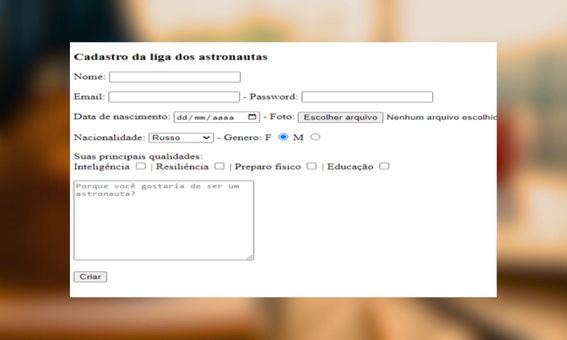 Cadastro da liga dos astronautas
Nome:
Email: - Password:
Data de nascimento: dd/mm/aaaa - Foto: Escolher arquivo Nenhum arquivo escolhid
Nacionalidade: Russo - Genero: F M
Suas principais qualidades:
Inteligência | Resiliência | Preparo físico | Educação
Porque você gostaria de ser um
astronauta?
Criar